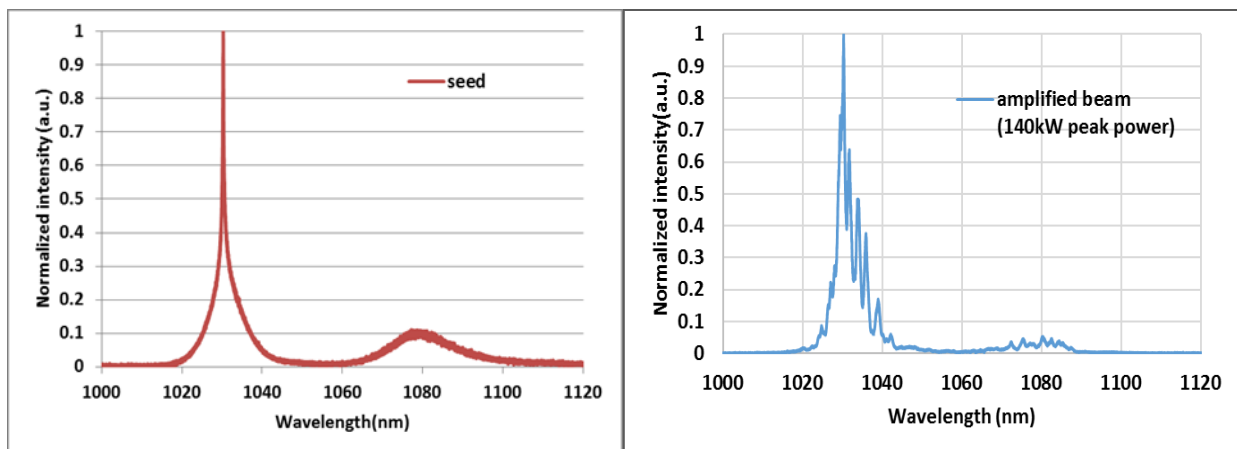 1
0.9
0.8
0.7
0.6
0.5
0.4
0.3
0.2
0.1
0
Normalized intensity (a.u.)
seed
1000 1020 1040 1060 1080 1100 1120
Wavelength(nm)
1
0.9
0.8
0.7
0.6
0.5
0.4
0.3
0.2
0.1
0
Normalized intensity(a.u.)
amplified beam
(140kW peak power)
1000 1020 1040 1060 1080 1100 1120
Wavelength (nm)